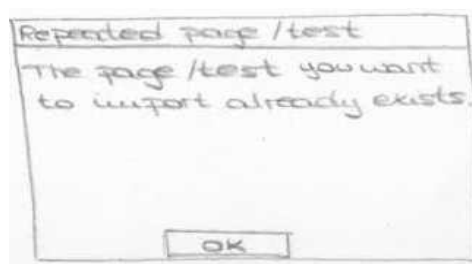 Repeated page /test
The page /test you want
to import already exists
OK